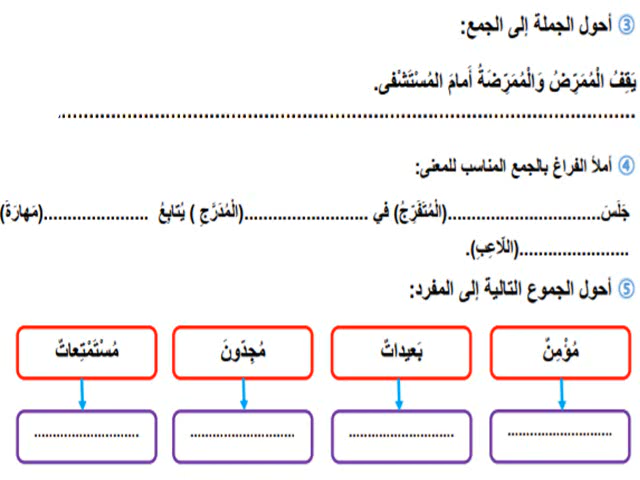 ③ أحول الجملة إلى الجمع:
يَقِفُ الْمُمَرِّضُ وَالْمُمَرِّضَةُ أَمامَ المُسْتَشْفى.
................................................................................
④ أملأ الفراغ بالجمع المناسب للمعنى:
جَلَسَ................................(الْمُتَفَرِّجُ) في ..........................(الْمُدَرَّجِ ) يُتابِعُ ......................(مَهارَةَ)
.......................(اللّاعِبِ).
⑤ أحول الجموع التالية إلى المفرد:
مُؤْمِنٌ بَعيداتٌ مُجِدّونَ مُسْتَمْتِعاتٌ
............................ ............................ ............................ ............................